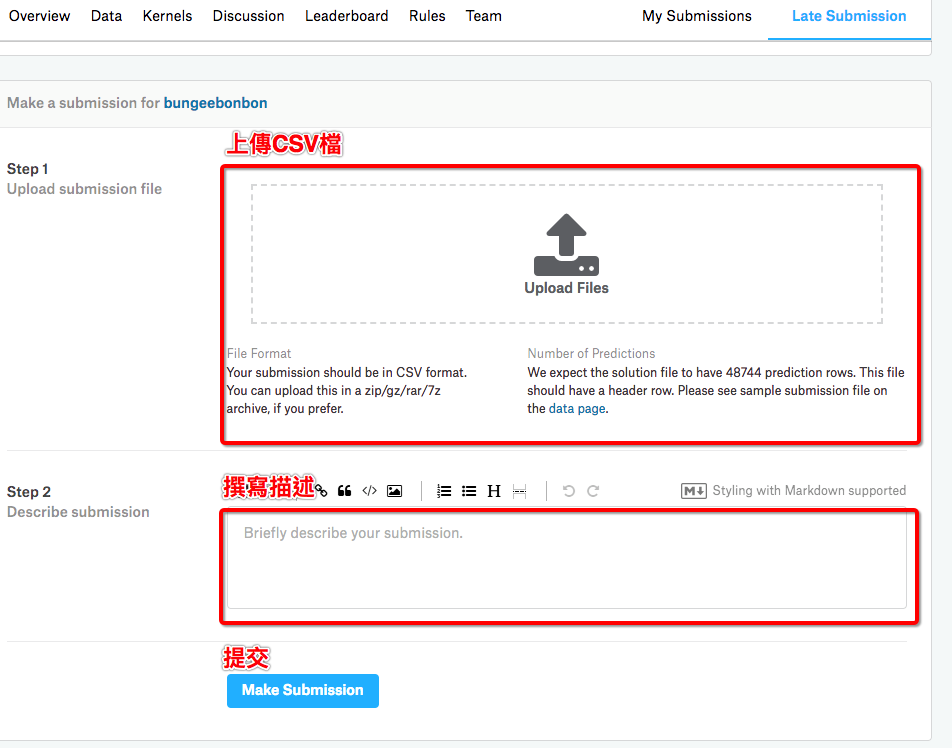 Overview Data Kernels Discussion Leaderboard Rules Team My Submissions Late Submission
Make a submission for bungeebonbon
上傳CSV檔
Step 1
Upload submission file
Upload Files
File Format
Your submission should be in CSV format.
You can upload this in a zip/gz/rar/7z
archive, if you prefer.
Number of Predictions
We expect the solution file to have 48744 prediction rows. This file
should have a header row. Please see sample submission file on
the data page.
Step 2
Describe submission
撰寫描述
H
M Styling with Markdown supported
Briefly describe your submission.
提交
Make Submission